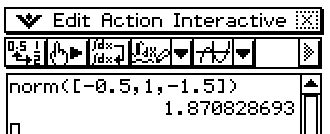 Edit Action Interactive
norm([-0.5,1,-1.5])
1.870828693